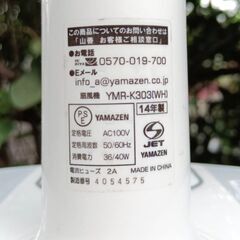 この商品についてのお問い合わせは
「山善 お客様ご相談窓口」
●お電話
0570-019-700
●Eメール
info_a@yamazen.co.jp
扇風機 YMR-K303(WH)
14年製
PSE
YAMAZEN
定格電圧 AC100V
定格周波数 50/60Hz
消費電力 36/40W
S
JET
YAMAZEN
電流ヒューズ 2A
MADE IN CHINA
製造番号 4054575